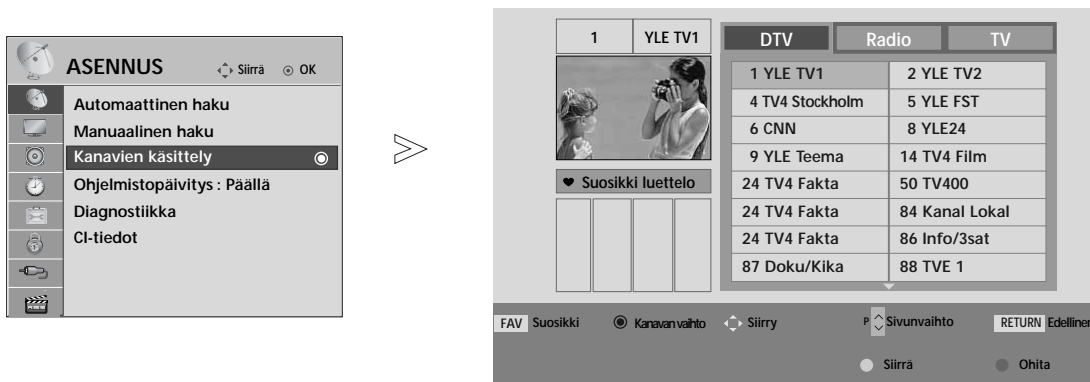 ASENNUS Siirrä OK
Automaattinen haku
Manuaalinen haku
Kanavien käsittely
Ohjelmistopäivitys : Päällä
Diagnostiikka
CI-tiedot
1 YLE TV1
Suosikki luettelo
DTV Radio TV
1 YLE TV1 2 YLE TV2
4 TV4 Stockholm 5 YLE FST
6 CNN 8 YLE24
9 YLE Teema 14 TV4 Film
24 TV4 Fakta 50 TV400
24 TV4 Fakta 84 Kanal Lokal
24 TV4 Fakta 86 Info/3sat
87 Doku/Kika 88 TVE 1
FAV Suosikki Kanavan vaihto Siirry P Sivunvaihto RETURN Edellinen
Siirrä Ohita